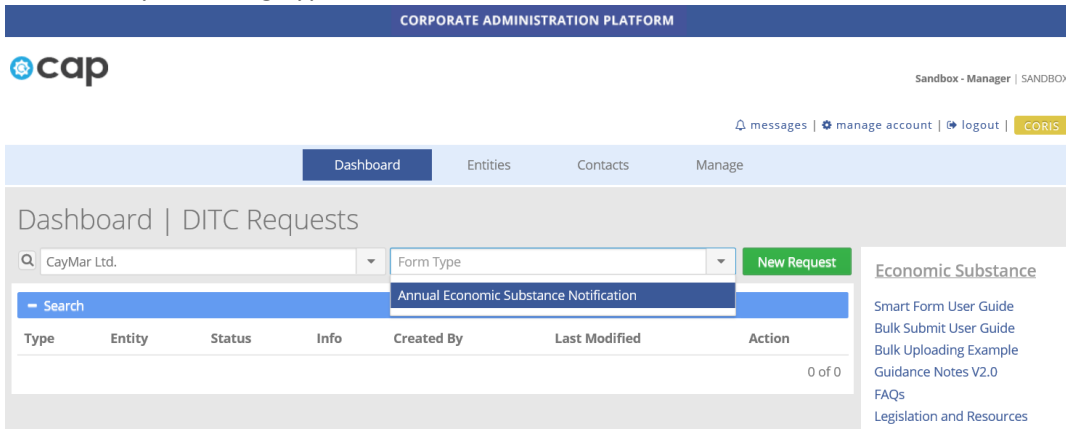 CORPORATE ADMINISTRATION PLATFORM
cap
Sandbox - Manager | SANDBOX
messages | manage account | logout | CORIS
Dashboard Entities Contacts Manage
Dashboard | DITC Requests
CayMar Ltd. Form Type New Request
Annual Economic Substance Notification
Search
Type Entity Status Info Created By Last Modified Action
0 of 0
Economic Substance
Smart Form User Guide
Bulk Submit User Guide
Bulk Uploading Example
Guidance Notes V2.0
FAQs
Legislation and Resources